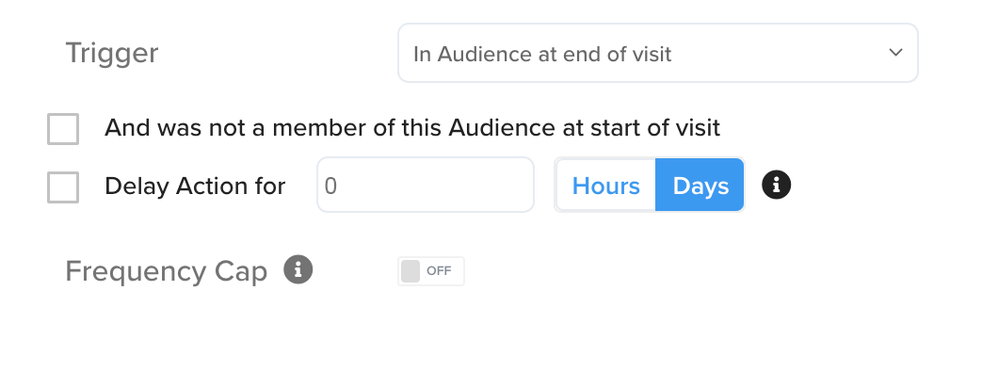 Trigger In Audience at end of visit
And was not a member of this Audience at start of visit
Delay Action for 0 Hours Days i
Frequency Cap i OFF